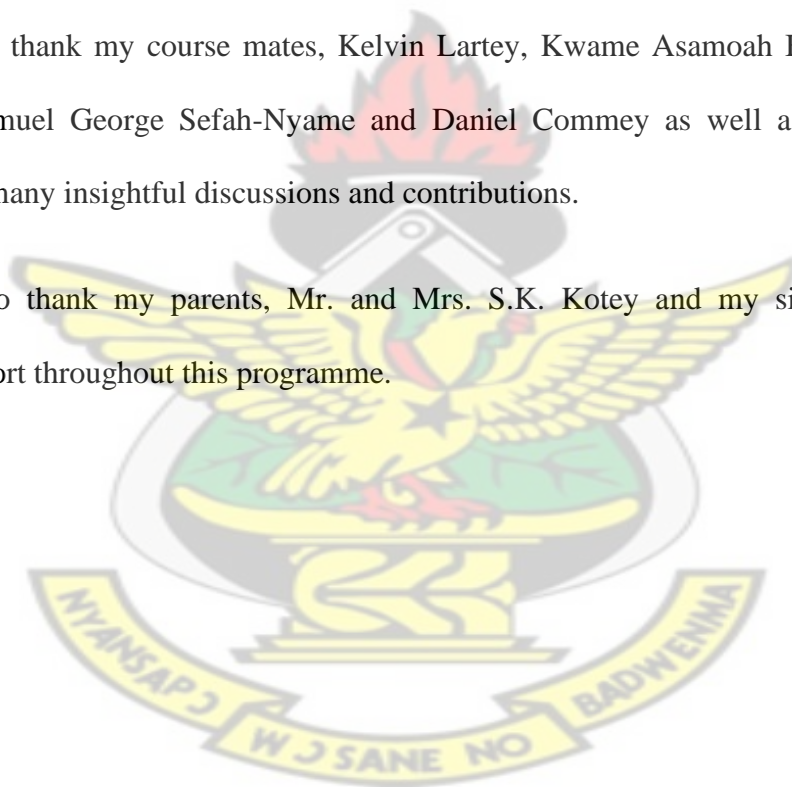 thank my course mates, Kelvin Lartey, Kwame Asamoah
muel George Sefah-Nyame and Daniel Commey as well a
many insightful discussions and contributions.
o thank my parents, Mr. and Mrs. S.K. Kotey and my si
ort throughout this programme.
NYANSAPƆ
WƆSANE NO
BADWENMA